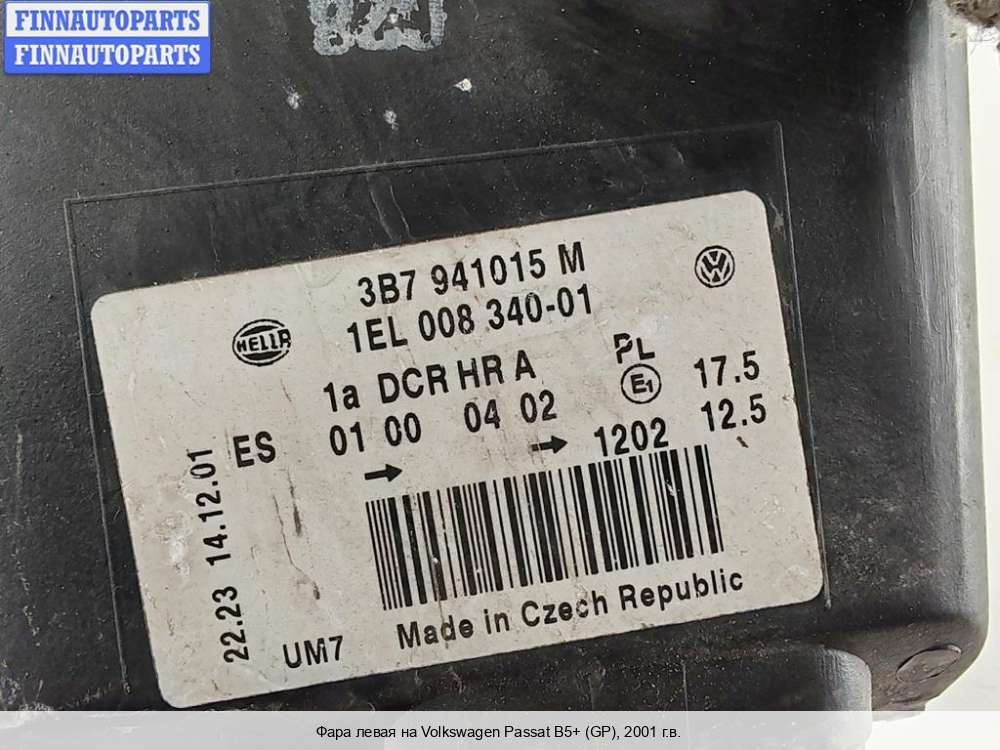 FINNAUTOPARTS
FINNAUTOPARTS
3B7 941015 M
1EL 008 340-01
HELLA
1a DCR HR A
PL
E1
17.5
ES
01 00 04 02
1202
12.5
22.23 14.12.01
UM7
Made in Czech Republic
Фара левая на Volkswagen Passat B5+ (GP), 2001 г.в.